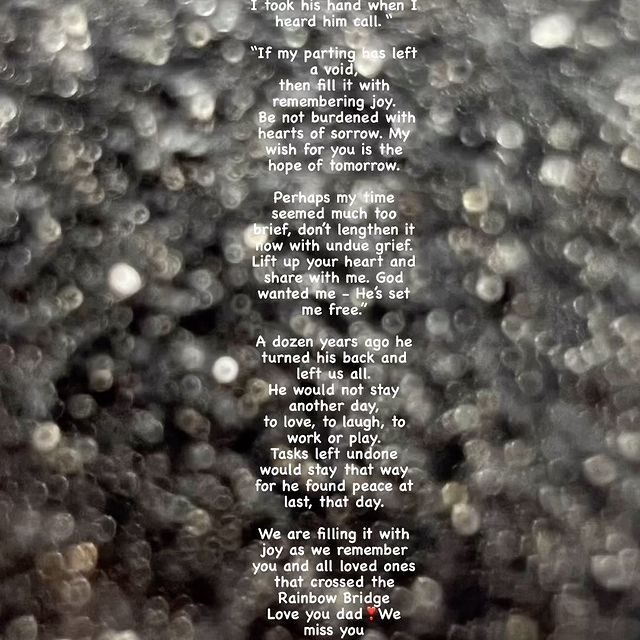 I took his hand when I
heard him call. “
“If my parting has left
a void,
then fill it with
remembering joy.
Be not burdened with
hearts of sorrow. My
wish for you is the
hope of tomorrow.
Perhaps my time
seemed much too
brief, don’t lengthen it
now with undue grief.
Lift up your heart and
share with me. God
wanted me – He’s set
me free.”
A dozen years ago he
turned his back and
left us all.
He would not stay
another day,
to love, to laugh, to
work or play.
Tasks left undone
would stay that way
for he found peace at
last, that day.
We are filling it with
joy as we remember
you and all loved ones
that crossed the
Rainbow Bridge
Love you dad❣️We
miss you